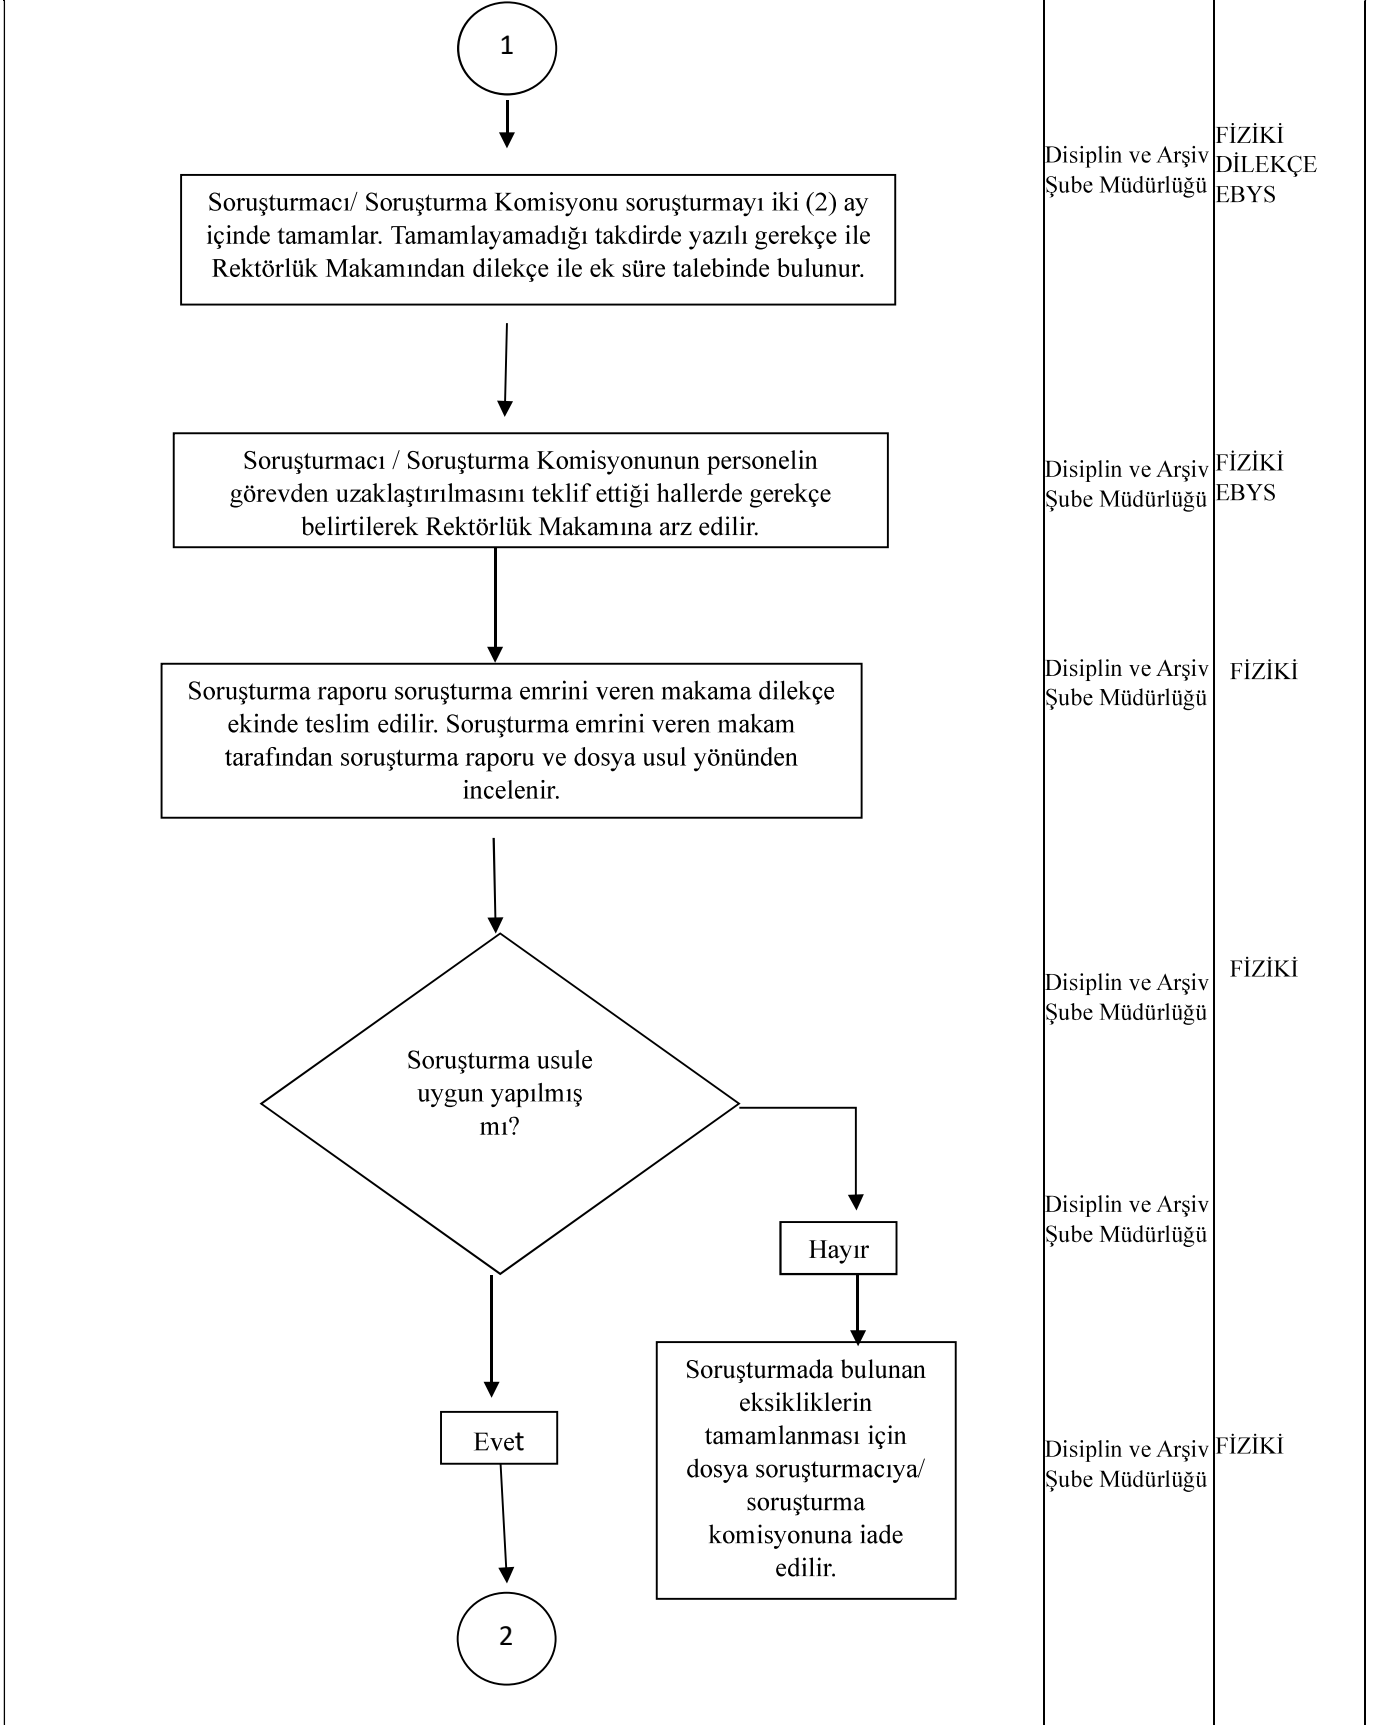 1
Soruşturmacı/ Soruşturma Komisyonu soruşturmayı iki (2) ay
içinde tamamlar. Tamamlayamadığı takdirde yazılı gerekçe ile
Rektörlük Makamından dilekçe ile ek süre talebinde bulunur.
Disiplin ve Arşiv
Şube Müdürlüğü
FİZİKİ
DİLEKÇE
EBYS
Soruşturmacı / Soruşturma Komisyonunun personelin
görevden uzaklaştırılmasını teklif ettiği hallerde gerekçe
belirtilerek Rektörlük Makamına arz edilir.
Disiplin ve Arşiv
Şube Müdürlüğü
FİZİKİ
EBYS
Soruşturma raporu soruşturma emrini veren makama dilekçe
ekinde teslim edilir. Soruşturma emrini veren makam
tarafından soruşturma raporu ve dosya usul yönünden
incelenir.
Disiplin ve Arşiv
Şube Müdürlüğü
FİZİKİ
Soruşturma usule
uygun yapılmış
mı?
Disiplin ve Arşiv
Şube Müdürlüğü
FİZİKİ
Hayır
Disiplin ve Arşiv
Şube Müdürlüğü
Soruşturmada bulunan
eksikliklerin
tamamlanması için
dosya soruşturmacıya/
soruşturma
komisyonuna iade
edilir.
Evet
Disiplin ve Arşiv
Şube Müdürlüğü
FİZİKİ
2